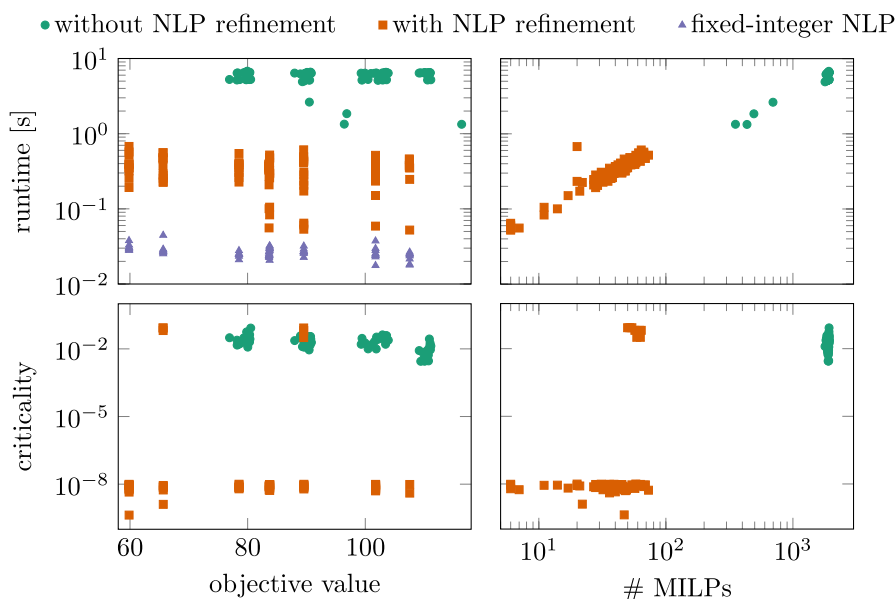 without NLP refinement
with NLP refinement
fixed-integer NLP
10^1
10^0
10^−1
10^−2
runtime [s]
10^−2
10^−5
10^−8
criticality
60
80
100
10^1
10^2
10^3
objective value
# MILPs